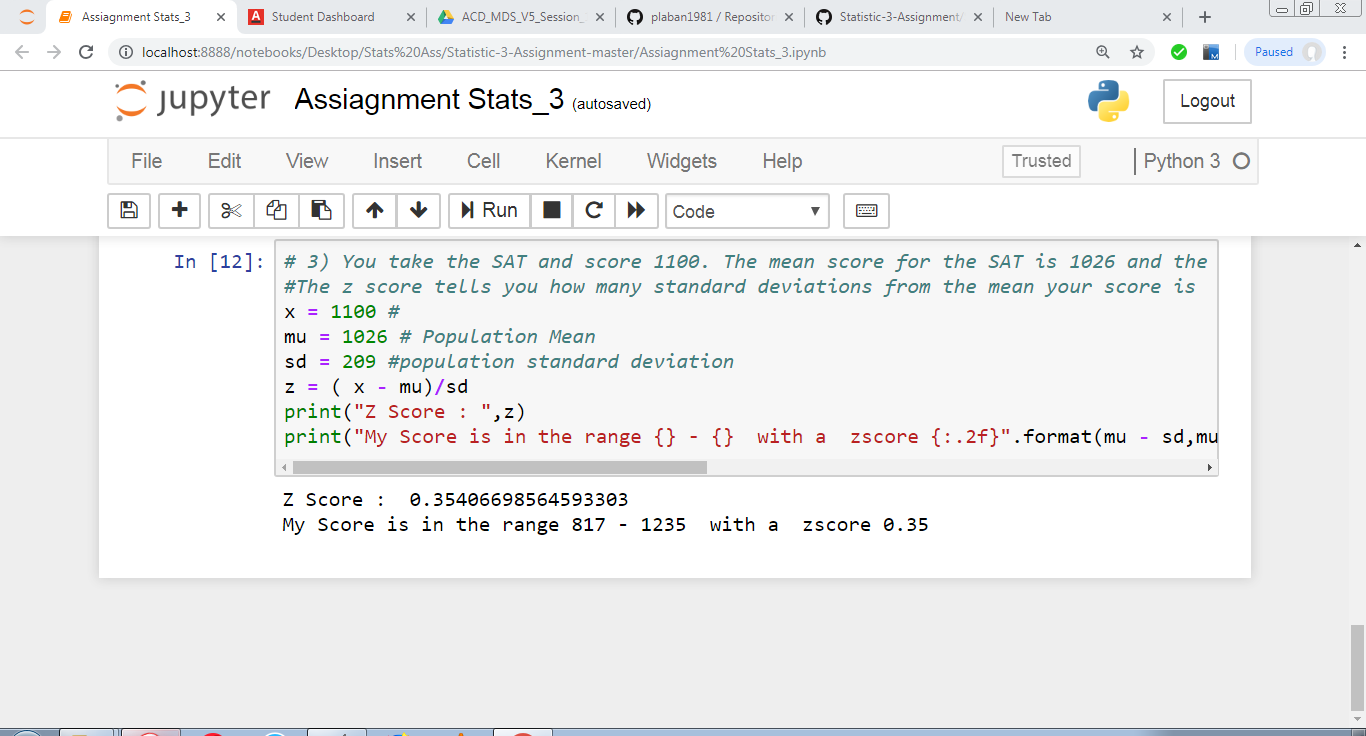 Assiagnment Stats_3
Student Dashboard
ACD_MDS_V5_Session_
plaban1981 / Repositor
Statistic-3-Assignment/
New Tab
localhost:8888/notebooks/Desktop/Stats%20Ass/Statistic-3-Assignment-master/Assiagnment%20Stats_3.ipynb
Paused
jupyter Assiagnment Stats_3 (autosaved)
Logout
File Edit View Insert Cell Kernel Widgets Help
Trusted
Python 3
Run
Code
In [12]:
# 3) You take the SAT and score 1100. The mean score for the SAT is 1026 and the
#The z score tells you how many standard deviations from the mean your score is
x = 1100 #
mu = 1026 # Population Mean
sd = 209 #population standard deviation
z = ( x - mu)/sd
print("Z Score : ",z)
print("My Score is in the range {} - {}  with a  zscore {:.2f}".format(mu - sd,mu
Z Score :  0.35406698564593303
My Score is in the range 817 - 1235  with a  zscore 0.35